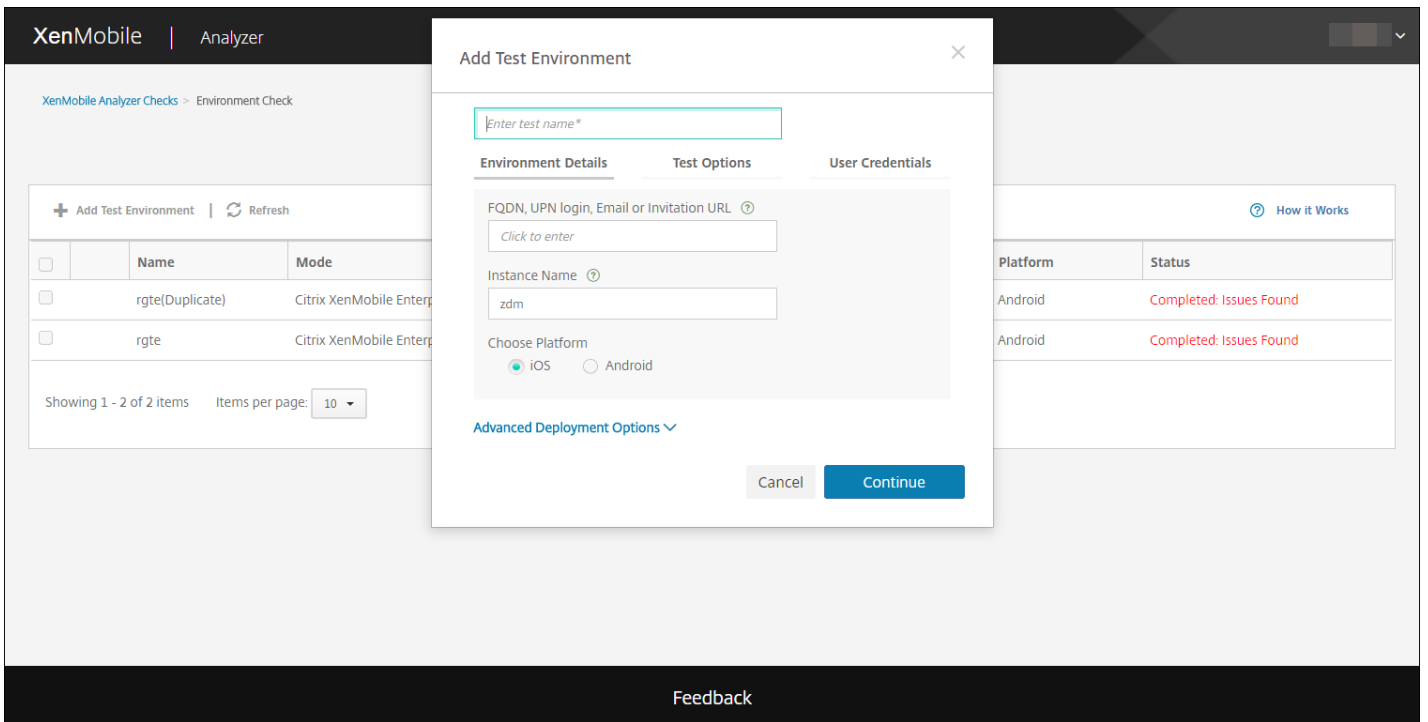 XenMobile | Analyzer
XenMobile Analyzer Checks > Environment Check
Add Test Environment | Refresh
How it Works
Name Mode Platform Status
rgte(Duplicate) Citrix XenMobile Enterp Android Completed: Issues Found
rgte Citrix XenMobile Enterp Android Completed: Issues Found
Showing 1 - 2 of 2 items Items per page: 10
Add Test Environment
Enter test name*
Environment Details Test Options User Credentials
FQDN, UPN login, Email or Invitation URL ?
Click to enter
Instance Name ?
zdm
Choose Platform
iOS Android
Advanced Deployment Options
Cancel Continue
Feedback